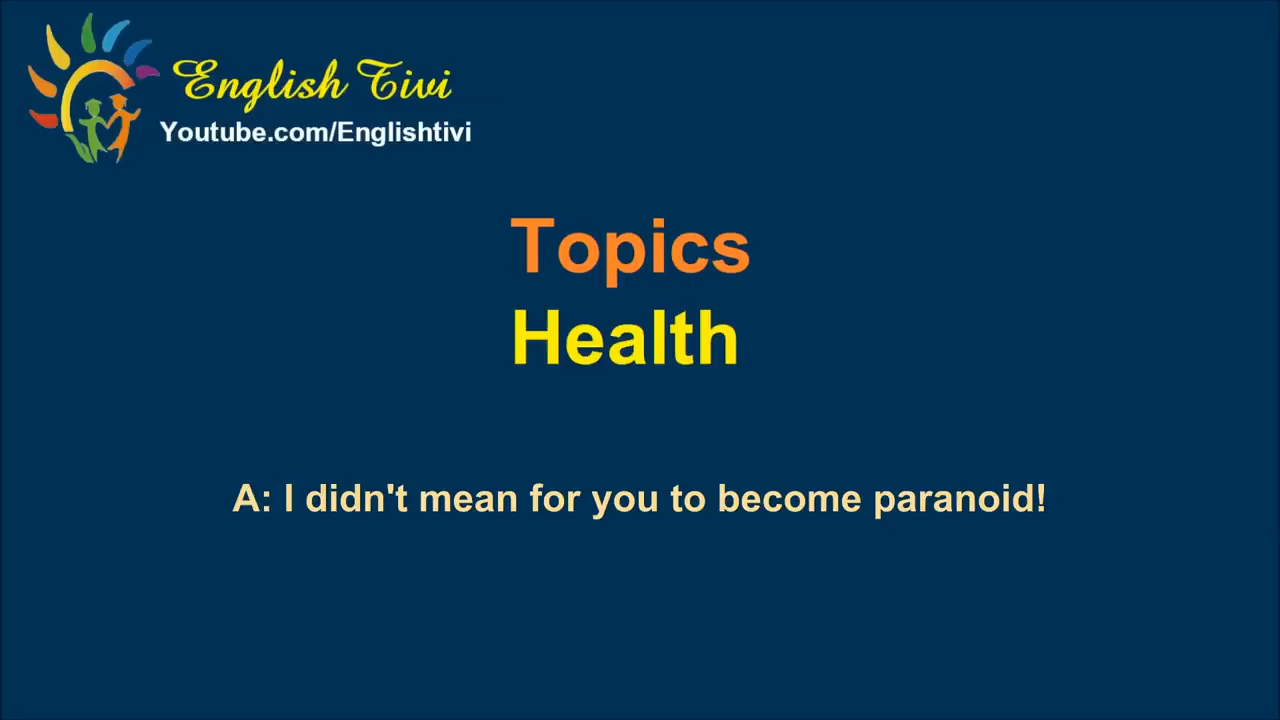 English Tivi
Youtube.com/Englishtivi
Topics
Health
A: I didn't mean for you to become paranoid!